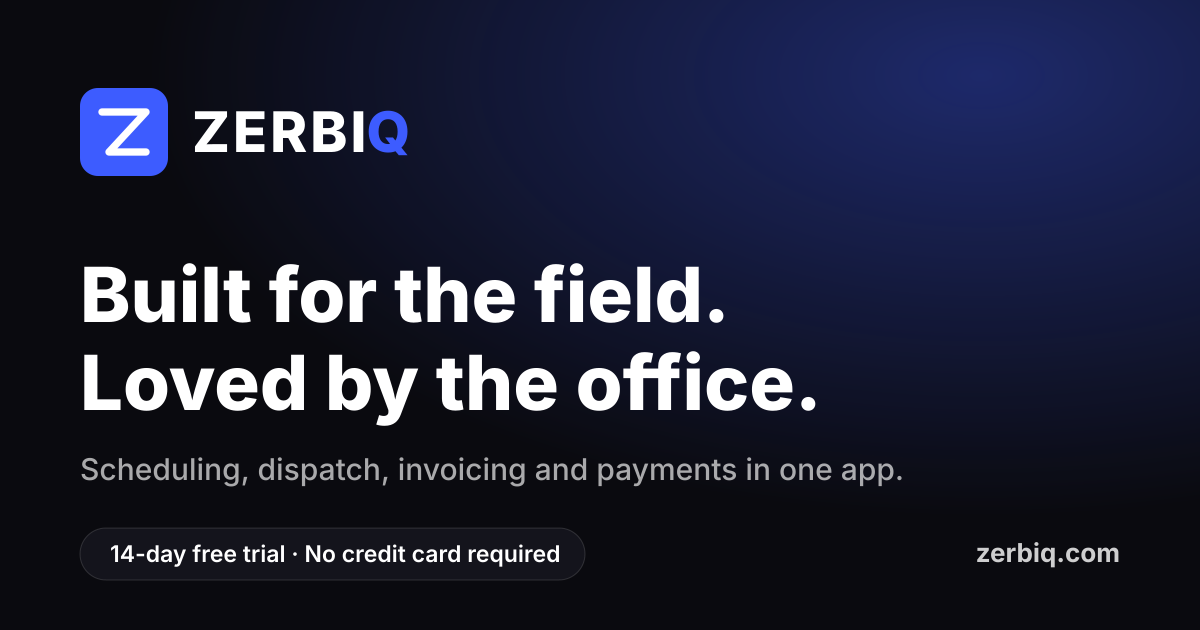 Z
ZERBIQ
Built for the field.
Loved by the office.
Scheduling, dispatch, invoicing and payments in one app.
14-day free trial · No credit card required
zerbiq.com